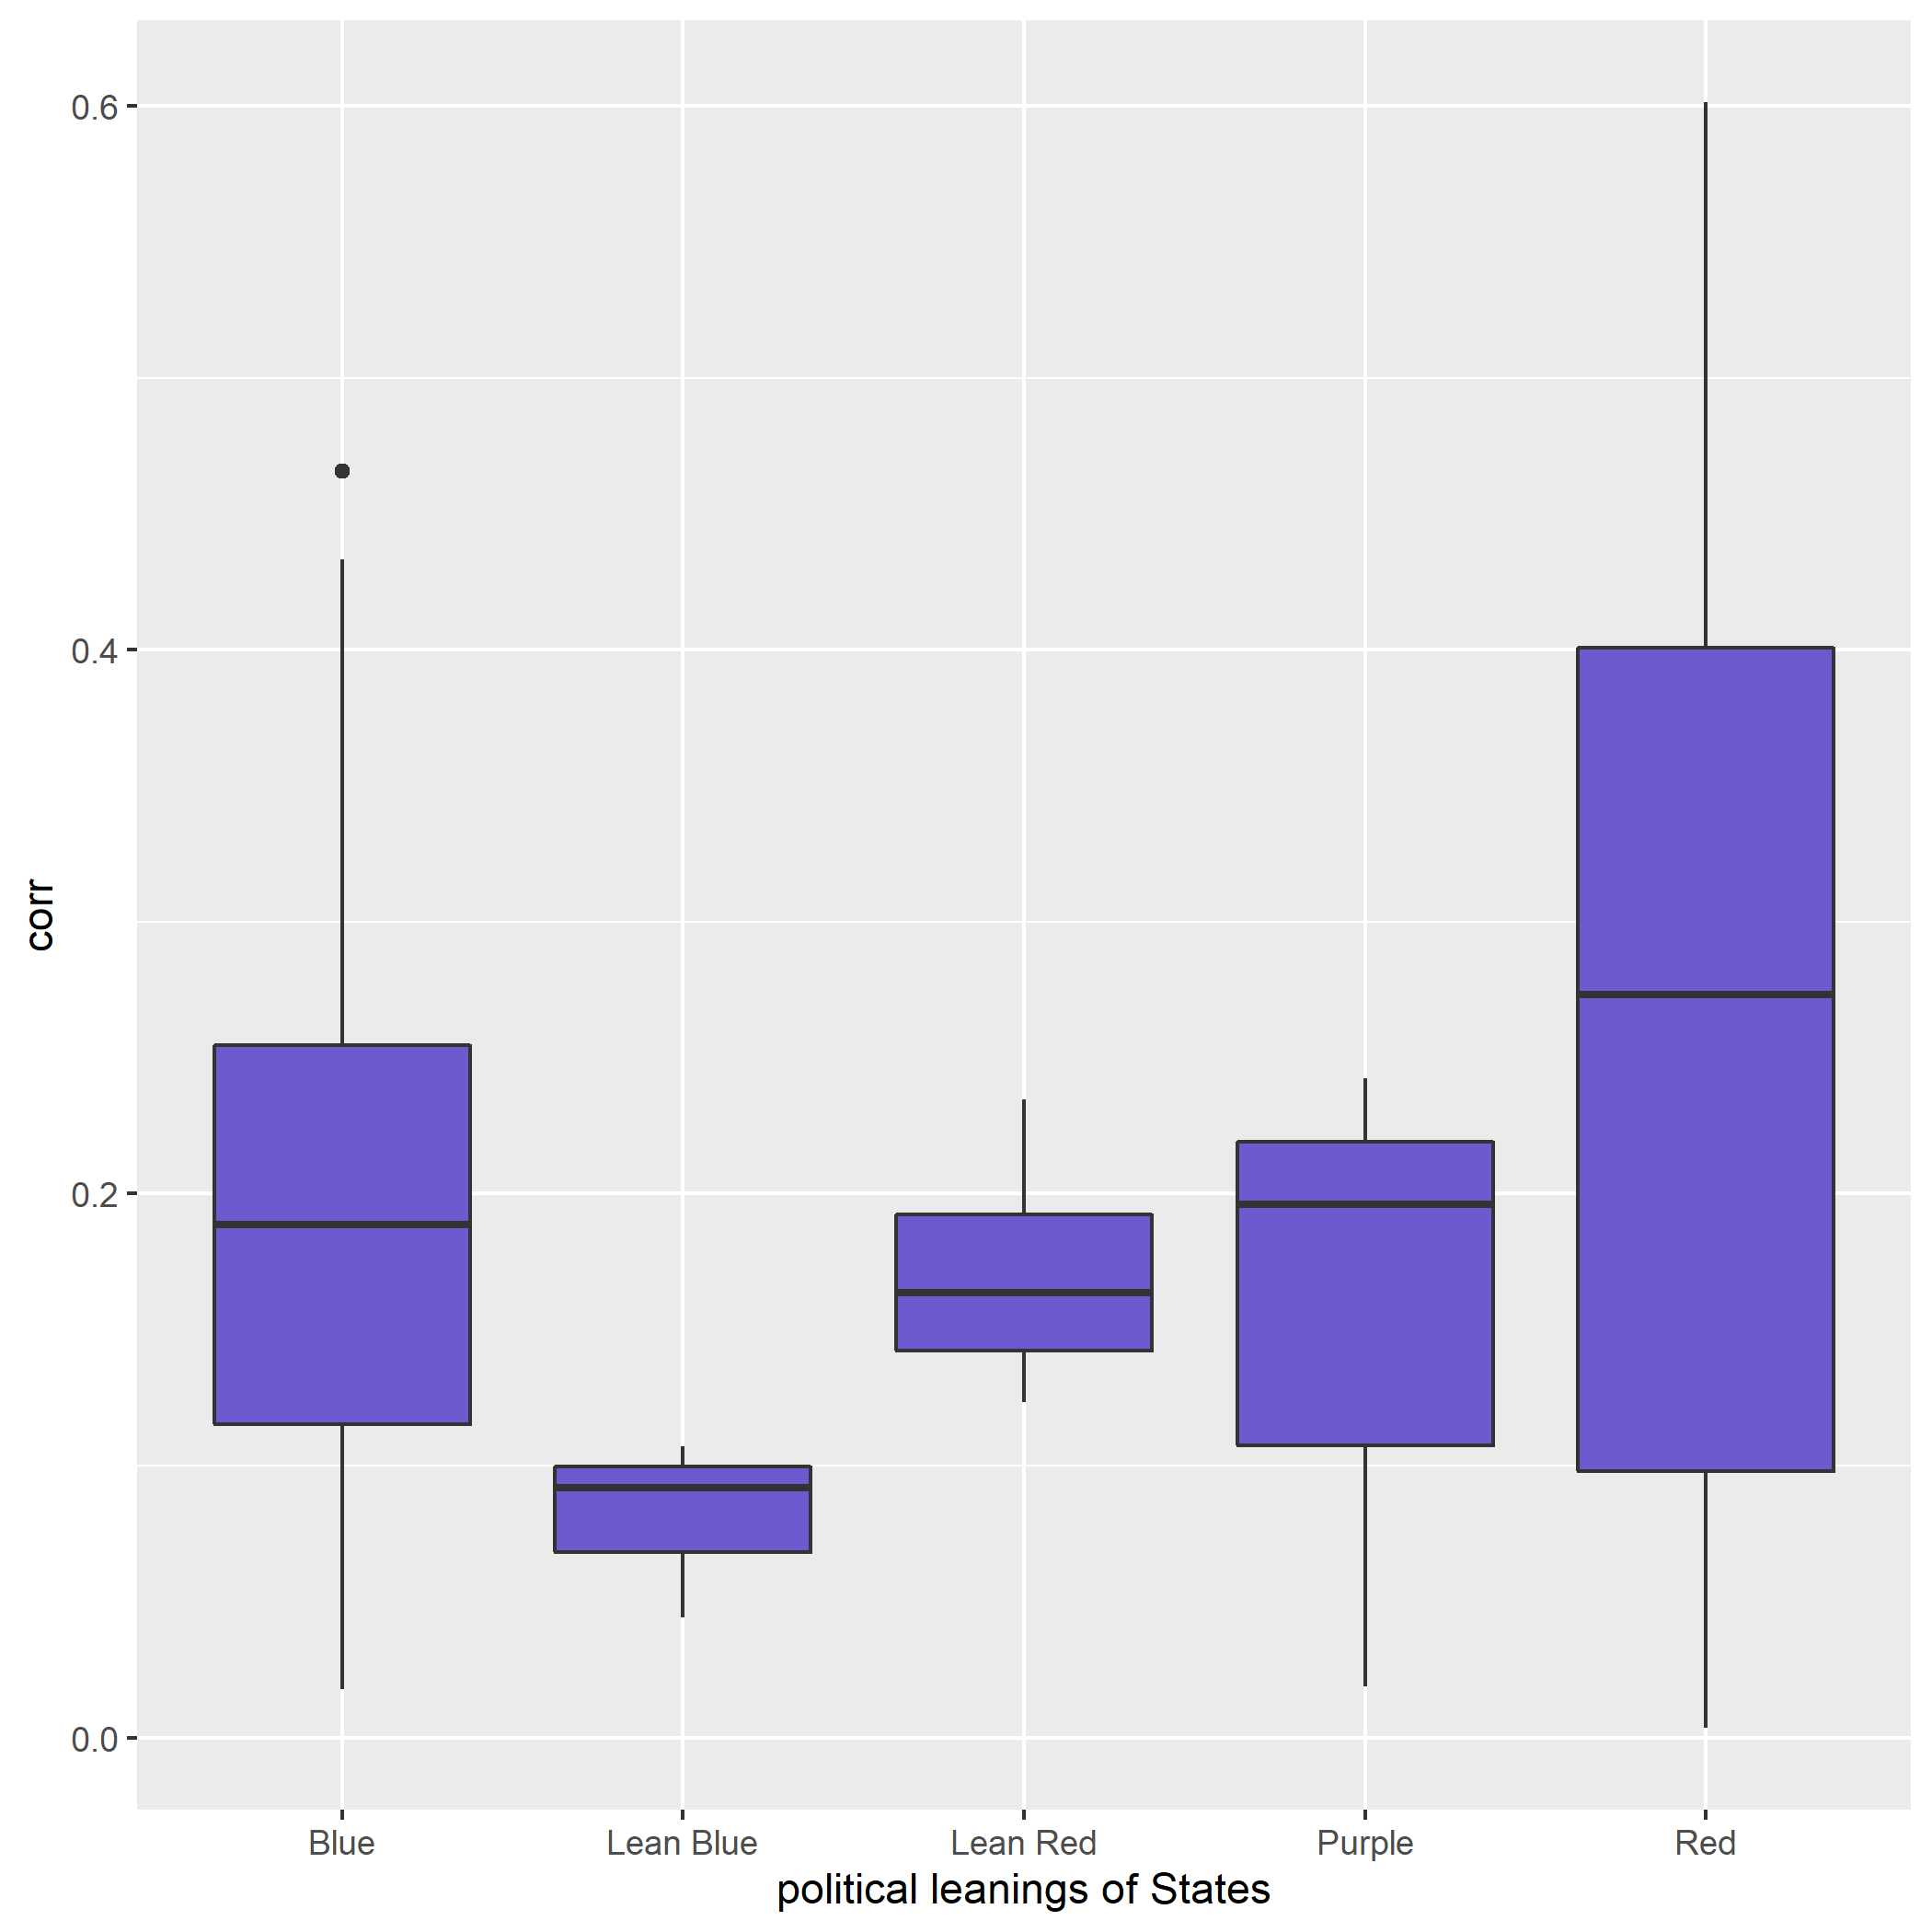 0.6
0.4
0.2
0.0
corr
Blue
Lean Blue
Lean Red
Purple
Red
political leanings of States